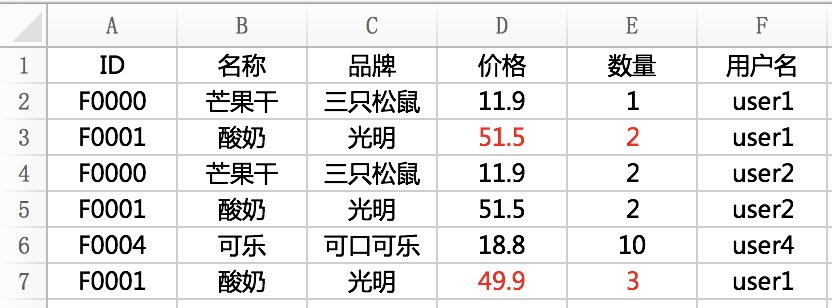 A B C D E F
1 ID 名称 品牌 价格 数量 用户名
2 F0000 芒果干 三只松鼠 11.9 1 user1
3 F0001 酸奶 光明 51.5 2 user1
4 F0000 芒果干 三只松鼠 11.9 2 user2
5 F0001 酸奶 光明 51.5 2 user2
6 F0004 可乐 可口可乐 18.8 10 user4
7 F0001 酸奶 光明 49.9 3 user1